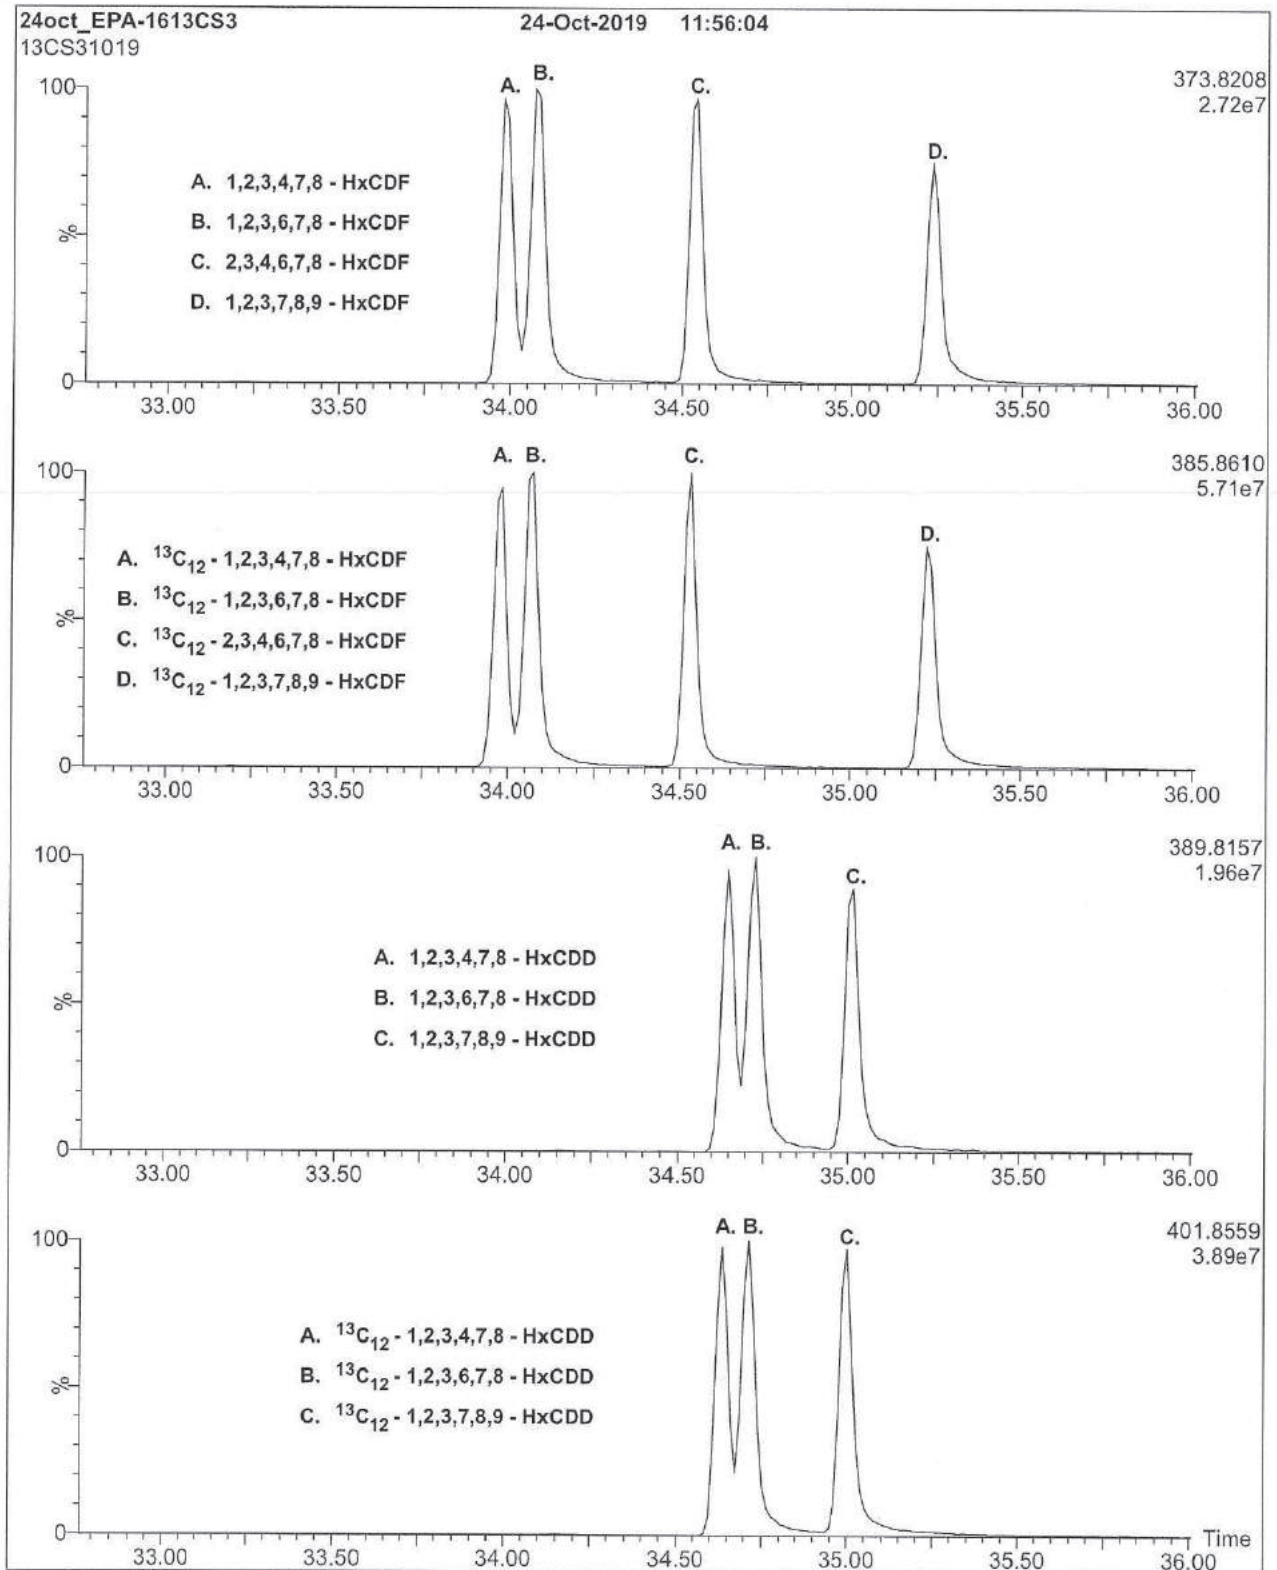 24oct_EPA-1613CS3 24-Oct-2019 11:56:04
13CS31019
373.8208
2.72e7
A. B. C. D.
100
%
0
A. 1,2,3,4,7,8 - HxCDF
B. 1,2,3,6,7,8 - HxCDF
C. 2,3,4,6,7,8 - HxCDF
D. 1,2,3,7,8,9 - HxCDF
33.00 33.50 34.00 34.50 35.00 35.50 36.00
385.8610
5.71e7
A. B. C. D.
100
%
0
A. ¹³C₁₂ - 1,2,3,4,7,8 - HxCDF
B. ¹³C₁₂ - 1,2,3,6,7,8 - HxCDF
C. ¹³C₁₂ - 2,3,4,6,7,8 - HxCDF
D. ¹³C₁₂ - 1,2,3,7,8,9 - HxCDF
33.00 33.50 34.00 34.50 35.00 35.50 36.00
389.8157
1.96e7
A. B. C.
100
%
0
A. 1,2,3,4,7,8 - HxCDD
B. 1,2,3,6,7,8 - HxCDD
C. 1,2,3,7,8,9 - HxCDD
33.00 33.50 34.00 34.50 35.00 35.50 36.00
401.8559
3.89e7
A. B. C.
100
%
0
A. ¹³C₁₂ - 1,2,3,4,7,8 - HxCDD
B. ¹³C₁₂ - 1,2,3,6,7,8 - HxCDD
C. ¹³C₁₂ - 1,2,3,7,8,9 - HxCDD
Time
33.00 33.50 34.00 34.50 35.00 35.50 36.00